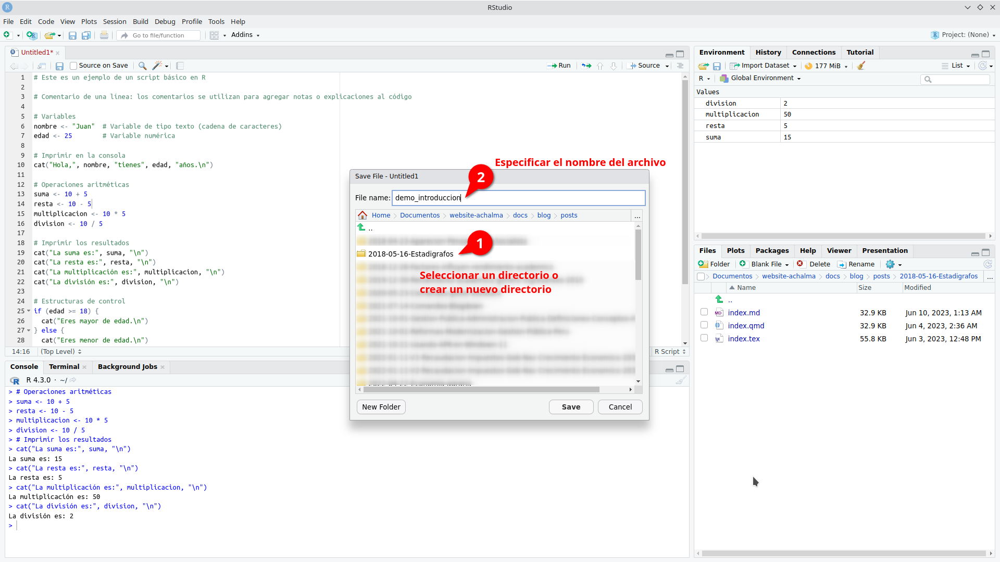 RStudio
File Edit Code View Plots Session Build Debug Profile Tools Help
Go to file/function Addins Project: (None)
Untitled1*
Source on Save Run Source
1 # Este es un ejemplo de un script básico en R
2
3 # Comentario de una línea: los comentarios se utilizan para agregar notas o explicaciones al código
4
5 # Variables
6 nombre <- "Juan" # Variable de tipo texto (cadena de caracteres)
7 edad <- 25 # Variable numérica
8
9 # Imprimir en la consola
10 cat("Hola,", nombre, "tienes", edad, "años.\n")
11
12 # Operaciones aritméticas
13 suma <- 10 + 5
14 resta <- 10 - 5
15 multiplicacion <- 10 * 5
16 division <- 10 / 5
17
18 # Imprimir los resultados
19 cat("La suma es:", suma, "\n")
20 cat("La resta es:", resta, "\n")
21 cat("La multiplicación es:", multiplicacion, "\n")
22 cat("La división es:", division, "\n")
23
24 # Estructuras de control
25 if (edad >= 18) {
26 cat("Eres mayor de edad.\n")
27 } else {
28 cat("Eres menor de edad.\n")
14:16 (Top Level) R Script
Console Terminal Background Jobs
R 4.3.0 · ~/
> # Operaciones aritméticas
> suma <- 10 + 5
> resta <- 10 - 5
> multiplicacion <- 10 * 5
> division <- 10 / 5
> # Imprimir los resultados
> cat("La suma es:", suma, "\n")
La suma es: 15
> cat("La resta es:", resta, "\n")
La resta es: 5
> cat("La multiplicación es:", multiplicacion, "\n")
La multiplicación es: 50
> cat("La división es:", division, "\n")
La división es: 2
>
Especificar el nombre del archivo
2
Save File - Untitled1
File name: demo_introduccion
Home Documentos website-achalma docs blog posts ...
..
1
2018-05-16-Estadigrafos
Seleccionar un directorio o
crear un nuevo directorio
New Folder Save Cancel
Environment History Connections Tutorial
Import Dataset 177 MiB List
R Global Environment
Values
division 2
multiplicacion 50
resta 5
suma 15
Files Plots Packages Help Viewer Presentation
Folder Blank File Delete Rename
Documentos website-achalma docs blog posts 2018-05-16-Estadigrafos ...
Name Size Modified
..
index.md 32.9 KB Jun 10, 2023, 1:13 AM
index.qmd 32.9 KB Jun 4, 2023, 2:36 AM
index.tex 55.8 KB Jun 3, 2023, 12:48 PM